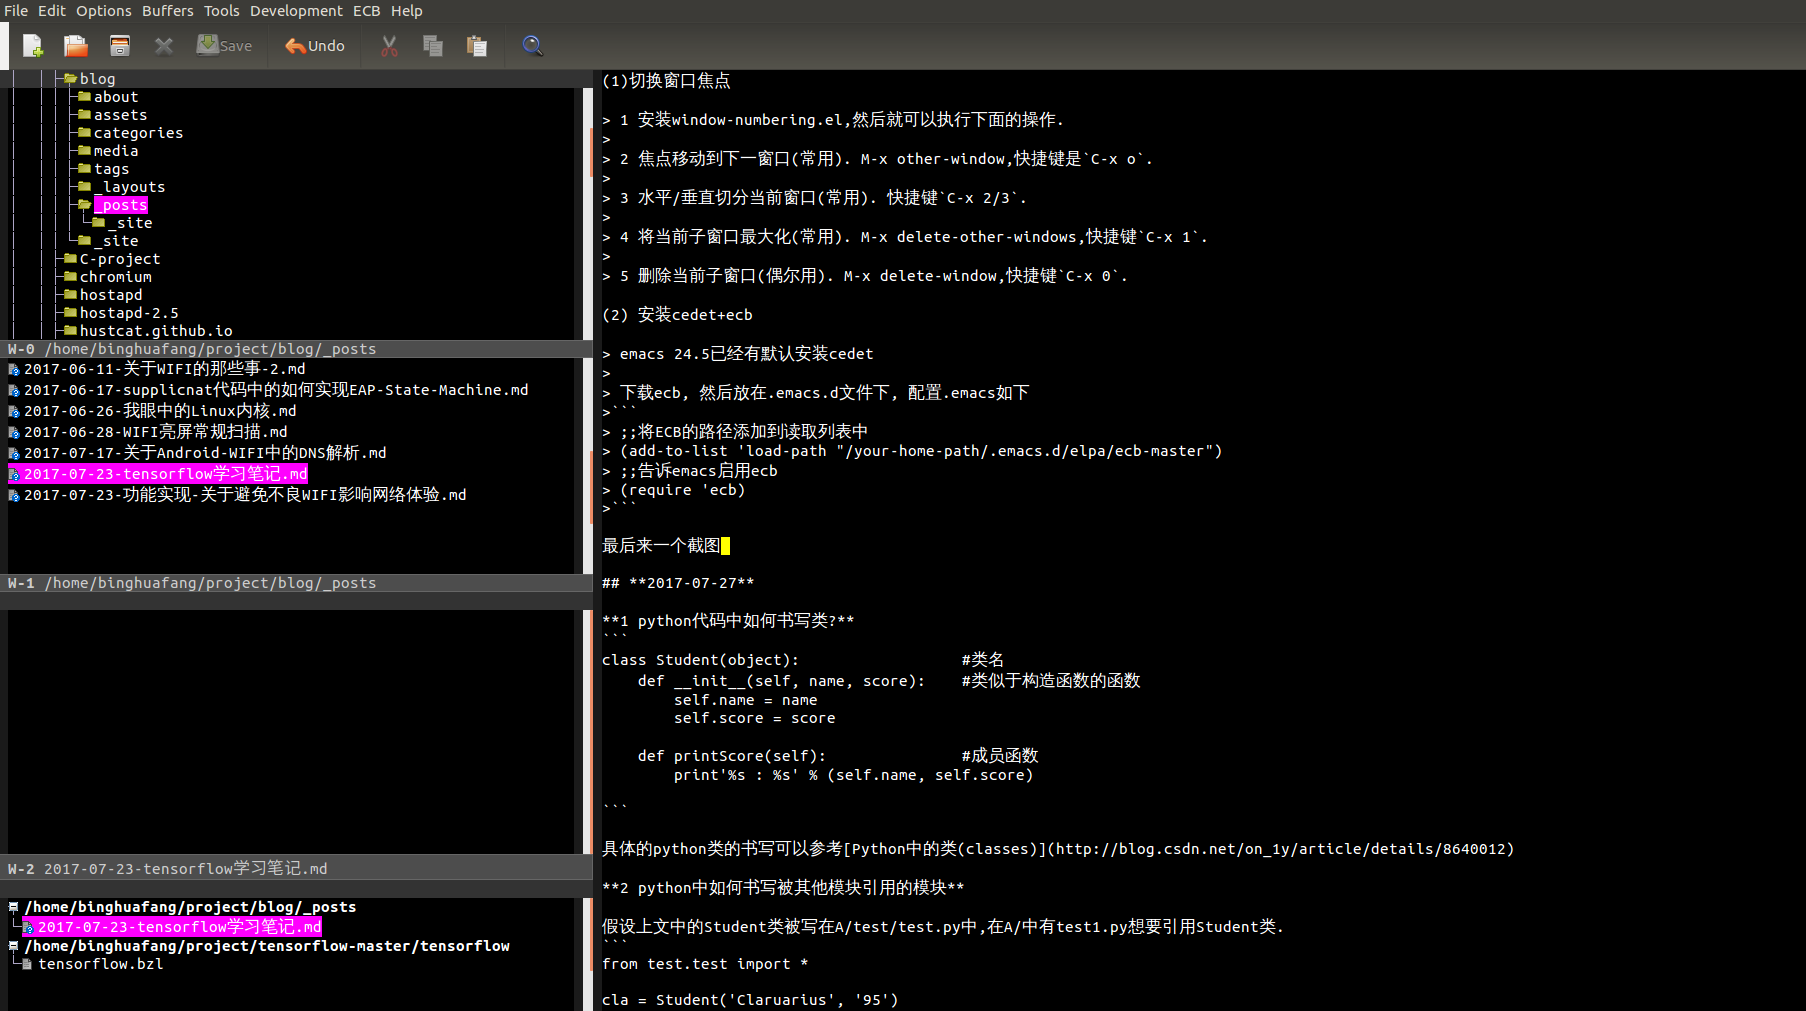 File Edit Options Buffers Tools Development ECB Help
Save Undo
blog
about
assets
categories
media
tags
_layouts
_posts
_site
_site
C-project
chromium
hostapd
hostapd-2.5
hustcat.github.io
W-0 /home/binghuafang/project/blog/_posts
2017-06-11-关于WIFI的那些事-2.md
2017-06-17-supplicnat代码中的如何实现EAP-State-Machine.md
2017-06-26-我眼中的Linux内核.md
2017-06-28-WIFI亮屏常规扫描.md
2017-07-17-关于Android-WIFI中的DNS解析.md
2017-07-23-tensorflow学习笔记.md
2017-07-23-功能实现-关于避免不良WIFI影响网络体验.md
W-1 /home/binghuafang/project/blog/_posts
W-2 2017-07-23-tensorflow学习笔记.md
/home/binghuafang/project/blog/_posts
2017-07-23-tensorflow学习笔记.md
/home/binghuafang/project/tensorflow-master/tensorflow
tensorflow.bzl
(1)切换窗口焦点
> 1 安装window-numbering.el,然后就可以执行下面的操作.
>
> 2 焦点移动到下一窗口(常用). M-x other-window,快捷键是`C-x o`.
>
> 3 水平/垂直切分当前窗口(常用). 快捷键`C-x 2/3`.
>
> 4 将当前子窗口最大化(常用). M-x delete-other-windows,快捷键`C-x 1`.
>
> 5 删除当前子窗口(偶尔用). M-x delete-window,快捷键`C-x 0`.
(2) 安装cedet+ecb
> emacs 24.5已经有默认安装cedet
>
> 下载ecb, 然后放在.emacs.d文件下, 配置.emacs如下
>```
> ;;将ECB的路径添加到读取列表中
> (add-to-list 'load-path "/your-home-path/.emacs.d/elpa/ecb-master")
> ;;告诉emacs启用ecb
> (require 'ecb)
>```
最后来一个截图
## **2017-07-27**
**1 python代码中如何书写类?**
```
class Student(object): #类名
    def __init__(self, name, score): #类似于构造函数的函数
        self.name = name
        self.score = score
    def printScore(self): #成员函数
        print'%s : %s' % (self.name, self.score)
```
具体的python类的书写可以参考[Python中的类(classes)](http://blog.csdn.net/on_1y/article/details/8640012)
**2 python中如何书写被其他模块引用的模块**
假设上文中的Student类被写在A/test/test.py中,在A/中有test1.py想要引用Student类.
```
from test.test import *
cla = Student('Claruarius', '95')